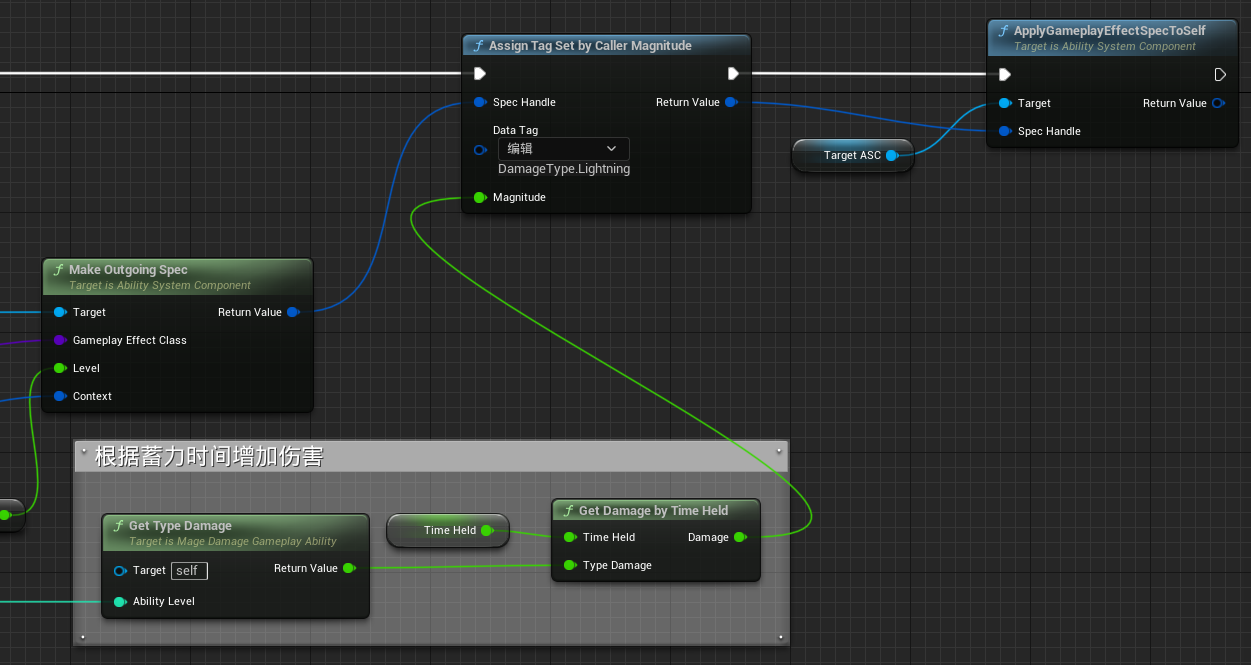 Assign Tag Set by Caller Magnitude
Spec Handle
Return Value
Data Tag
编辑
DamageType.Lightning
Magnitude
ApplyGameplayEffectSpecToSelf
Target is Ability System Component
Target
Return Value
Spec Handle
Target ASC
Make Outgoing Spec
Target is Ability System Component
Target
Return Value
Gameplay Effect Class
Level
Context
根据蓄力时间增加伤害
Get Type Damage
Target is Mage Damage Gameplay Ability
Target
self
Return Value
Ability Level
Time Held
Get Damage by Time Held
Time Held
Damage
Type Damage